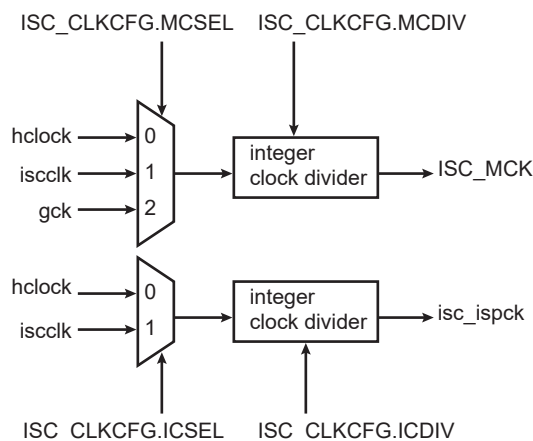 ISC_CLKCFG.MCSEL
ISC_CLKCFG.MCDIV
hclock
iscclk
gck
0
1
2
integer
clock divider
ISC_MCK
hclock
iscclk
0
1
integer
clock divider
isc_ispck
ISC_CLKCFG.ICSEL
ISC_CLKCFG.ICDIV